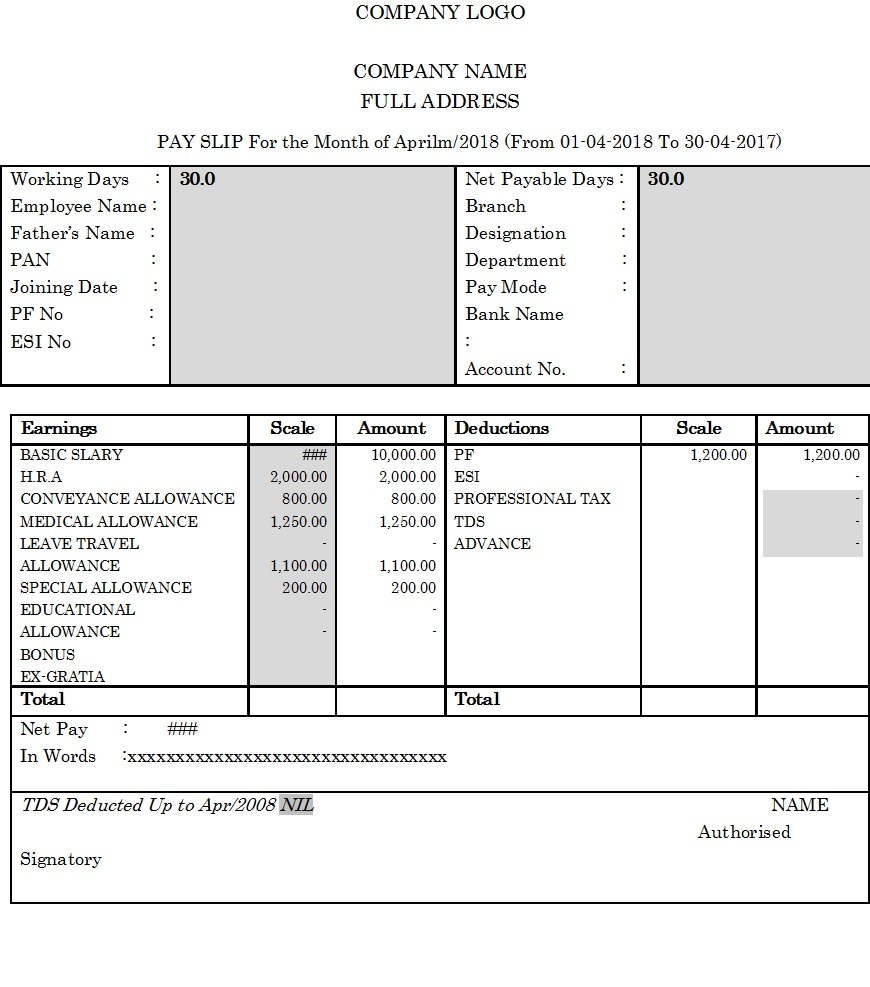 COMPANY LOGO
COMPANY NAME
FULL ADDRESS
PAY SLIP For the Month of Aprilm/2018 (From 01-04-2018 To 30-04-2017)
Working Days : 30.0 Net Payable Days : 30.0
Employee Name : Branch :
Father's Name : Designation :
PAN : Department :
Joining Date : Pay Mode :
PF No : Bank Name
ESI No : :
Account No. :
Earnings Scale Amount Deductions Scale Amount
BASIC SLARY ### 10,000.00 PF 1,200.00 1,200.00
H.R.A 2,000.00 2,000.00 ESI -
CONVEYANCE ALLOWANCE 800.00 800.00 PROFESSIONAL TAX -
MEDICAL ALLOWANCE 1,250.00 1,250.00 TDS -
LEAVE TRAVEL - - ADVANCE -
ALLOWANCE 1,100.00 1,100.00
SPECIAL ALLOWANCE 200.00 200.00
EDUCATIONAL - -
ALLOWANCE - -
BONUS
EX-GRATIA
Total Total
Net Pay : ###
In Words :xxxxxxxxxxxxxxxxxxxxxxxxxxxxxxxxx
TDS Deducted Up to Apr/2008 NIL NAME
Authorised
Signatory